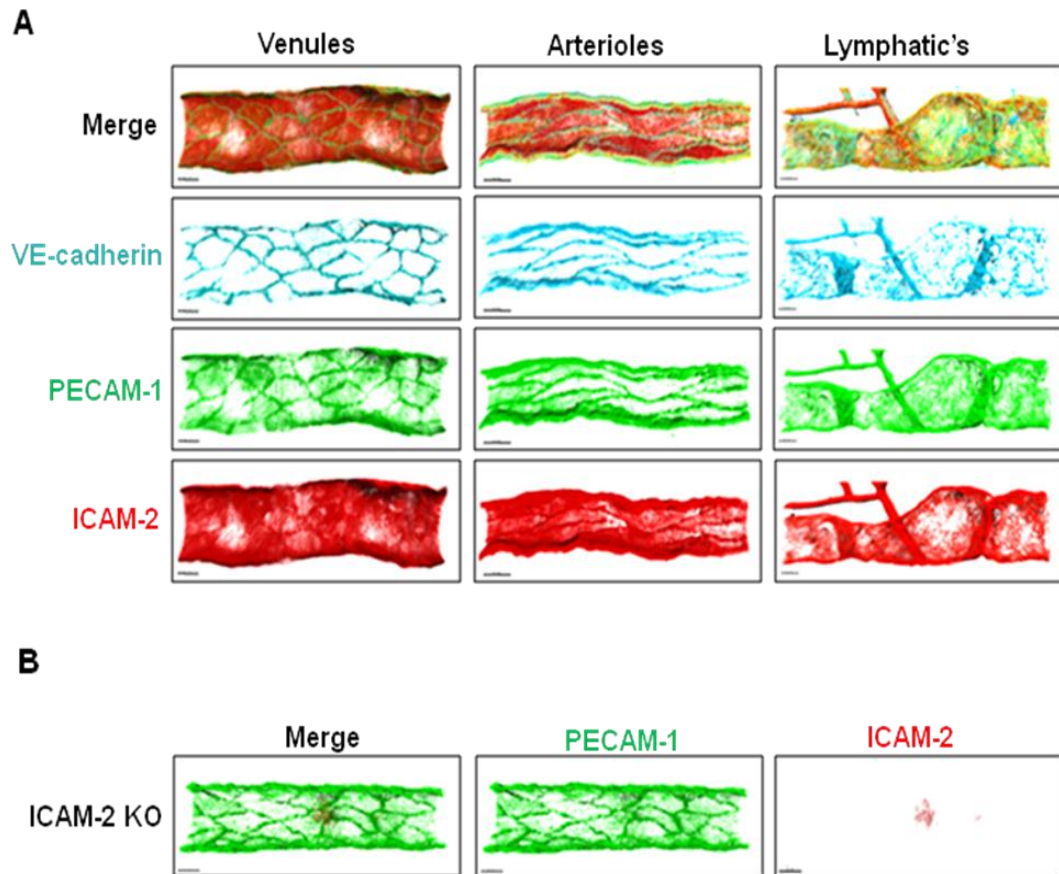 A
Venules Arterioles Lymphatic's
Merge
VE-cadherin
PECAM-1
ICAM-2
B
Merge PECAM-1 ICAM-2
ICAM-2 KO